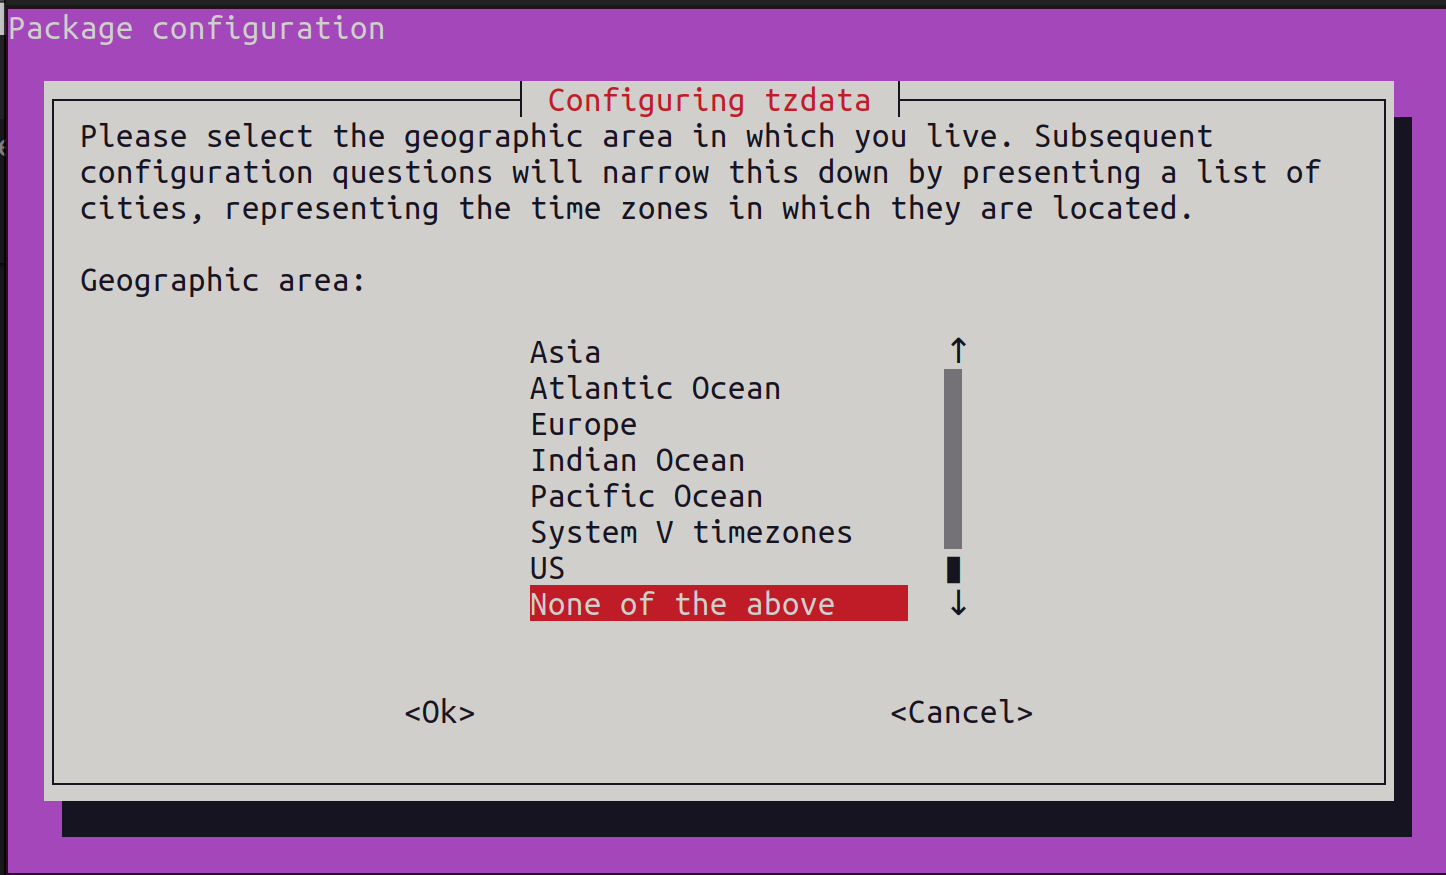 Package configuration
Configuring tzdata
Please select the geographic area in which you live. Subsequent
configuration questions will narrow this down by presenting a list of
cities, representing the time zones in which they are located.
Geographic area:
Asia
Atlantic Ocean
Europe
Indian Ocean
Pacific Ocean
System V timezones
US
None of the above
<Ok> <Cancel>